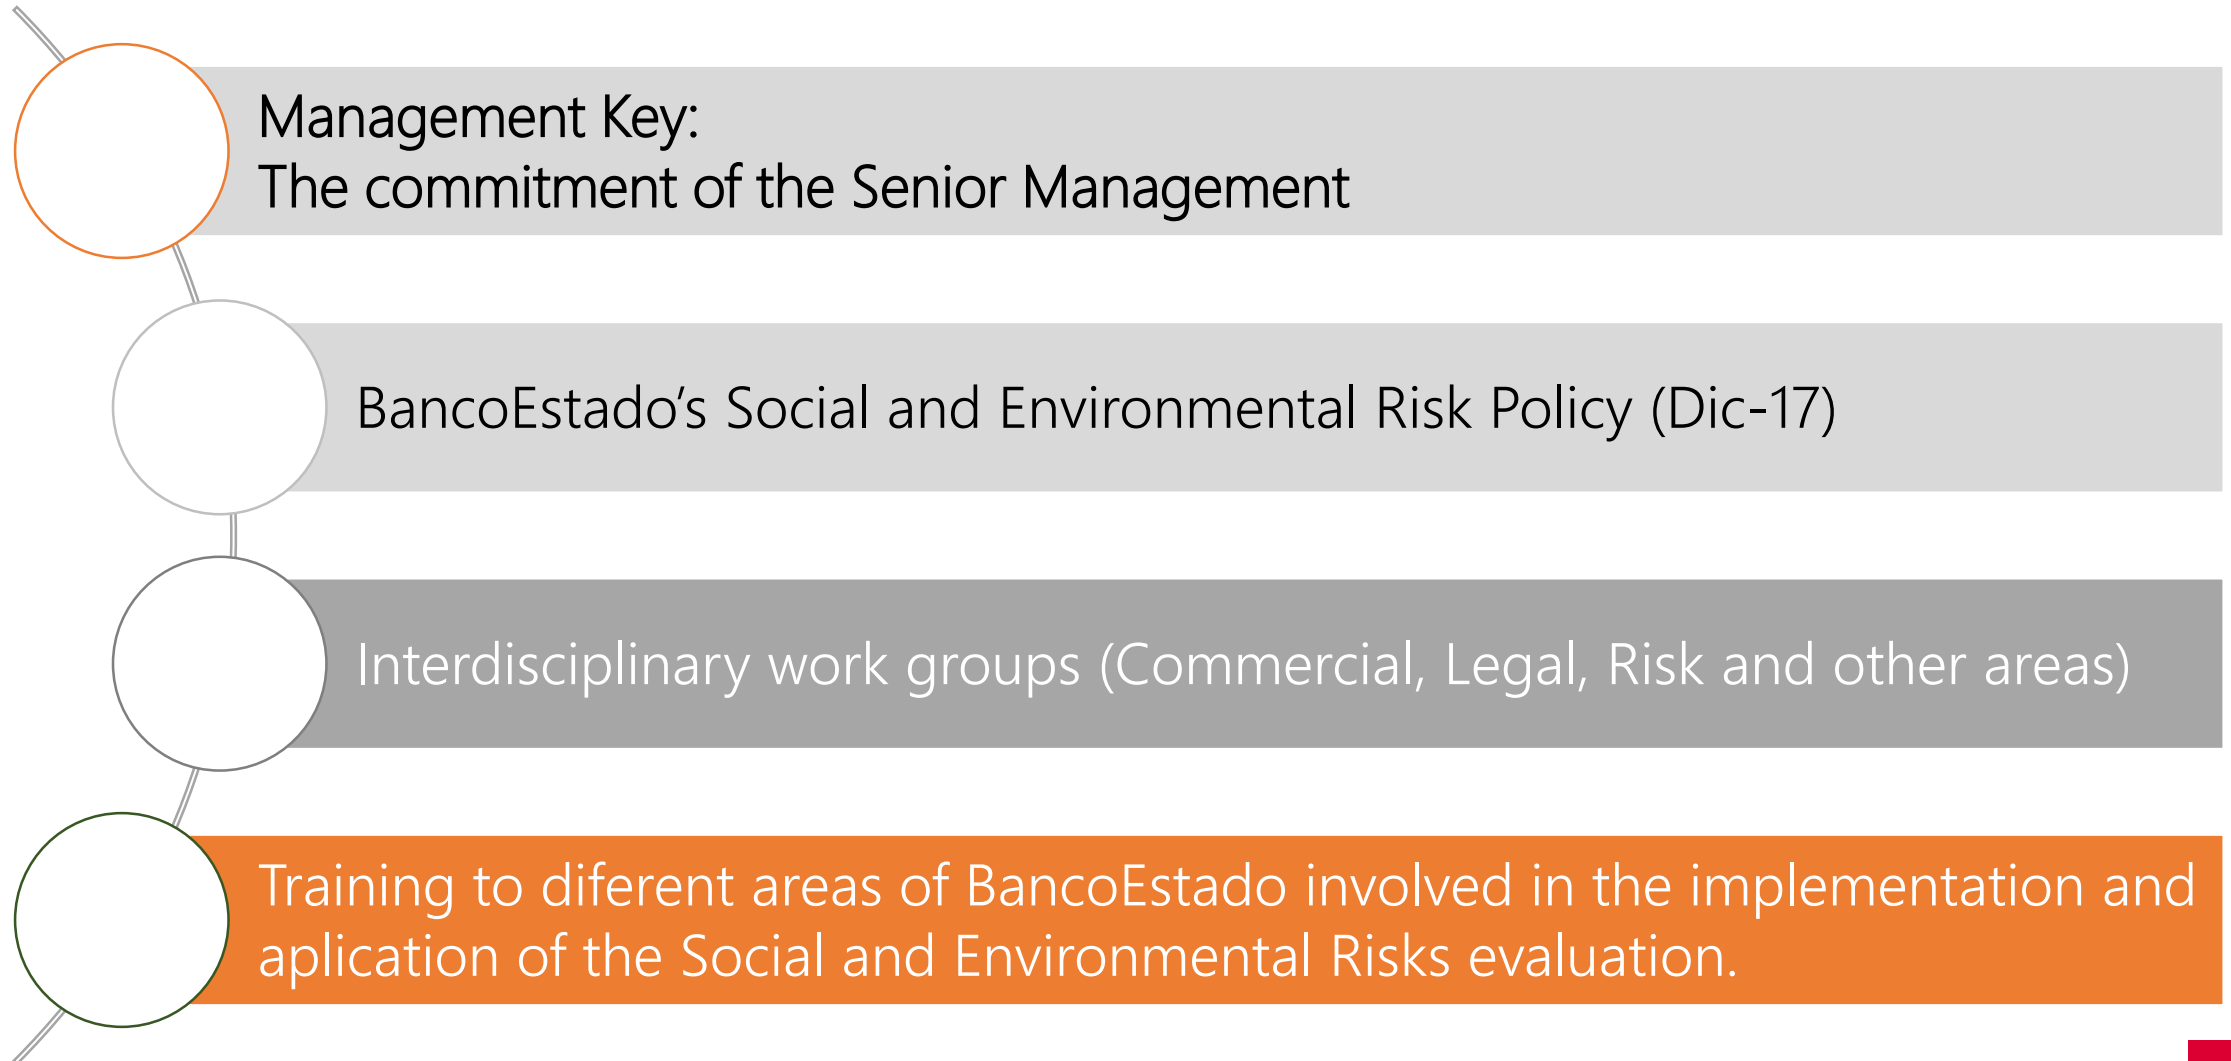 Management Key:
The commitment of the Senior Management
BancoEstado’s Social and Environmental Risk Policy (Dic-17)
Interdisciplinary work groups (Commercial, Legal, Risk and other areas)
Training to diferent areas of BancoEstado involved in the implementation and
aplication of the Social and Environmental Risks evaluation.